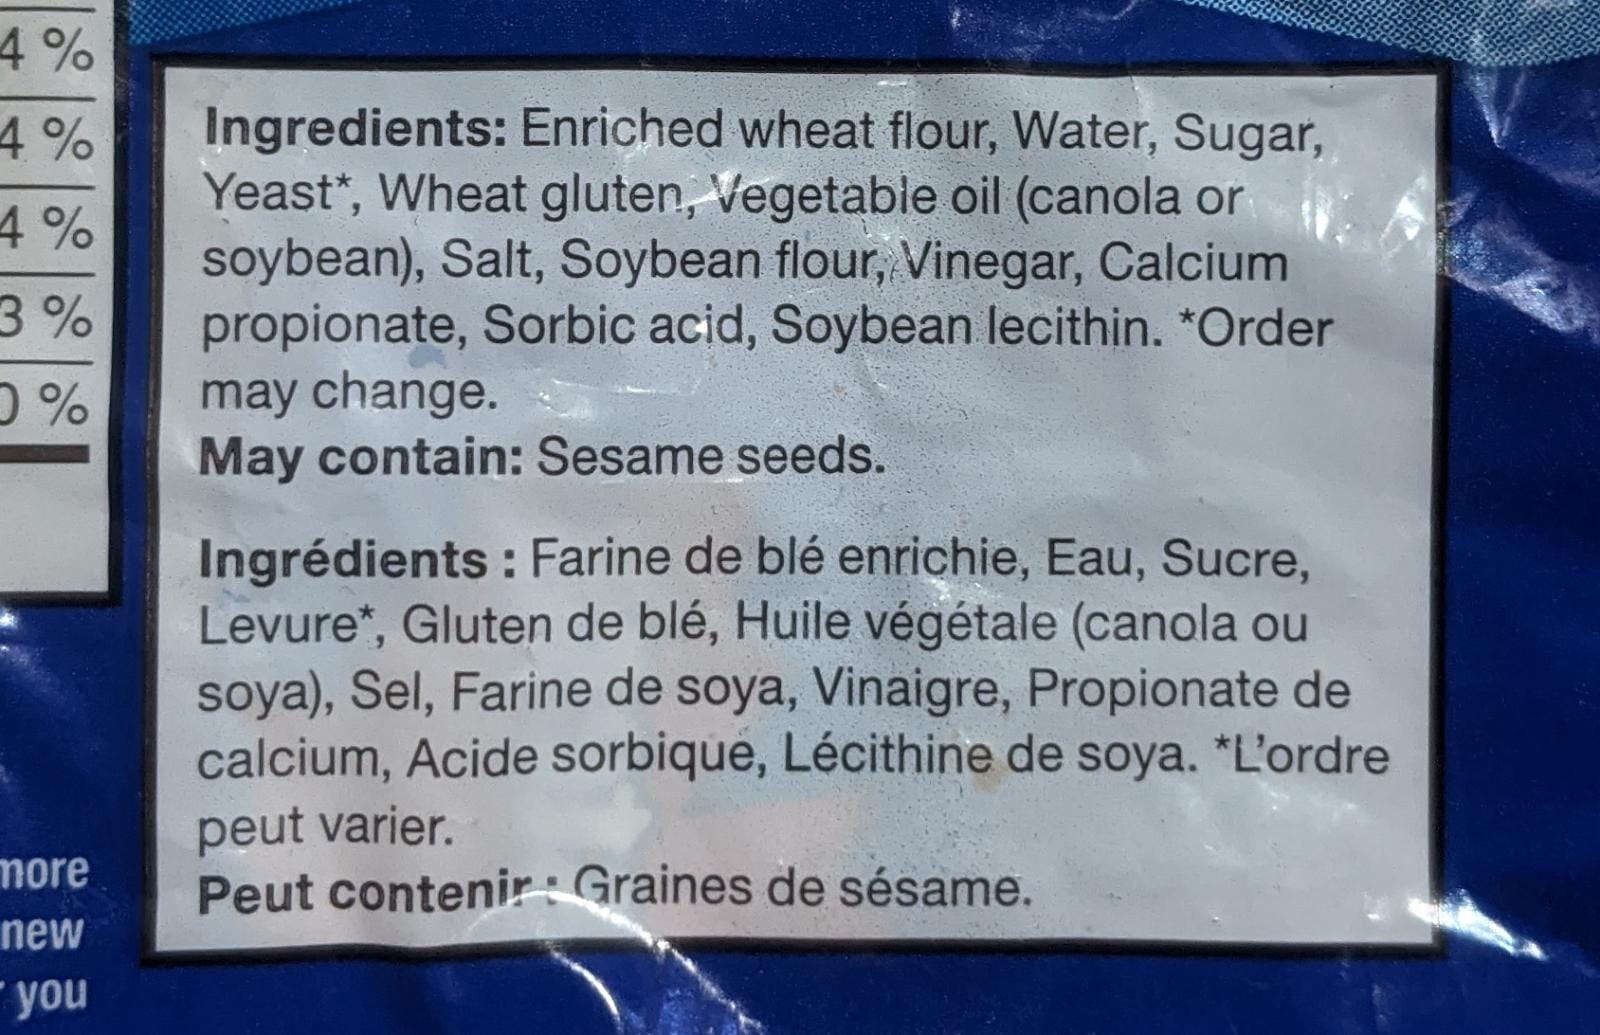 4 %
4 %
4 %
3 %
0 %
Ingredients: Enriched wheat flour, Water, Sugar,
Yeast*, Wheat gluten, Vegetable oil (canola or
soybean), Salt, Soybean flour, Vinegar, Calcium
propionate, Sorbic acid, Soybean lecithin. *Order
may change.
May contain: Sesame seeds.
Ingrédients : Farine de blé enrichie, Eau, Sucre,
Levure*, Gluten de blé, Huile végétale (canola ou
soya), Sel, Farine de soya, Vinaigre, Propionate de
calcium, Acide sorbique, Lécithine de soya. *L'ordre
peut varier.
Peut contenir : Graines de sésame.
more
new
you